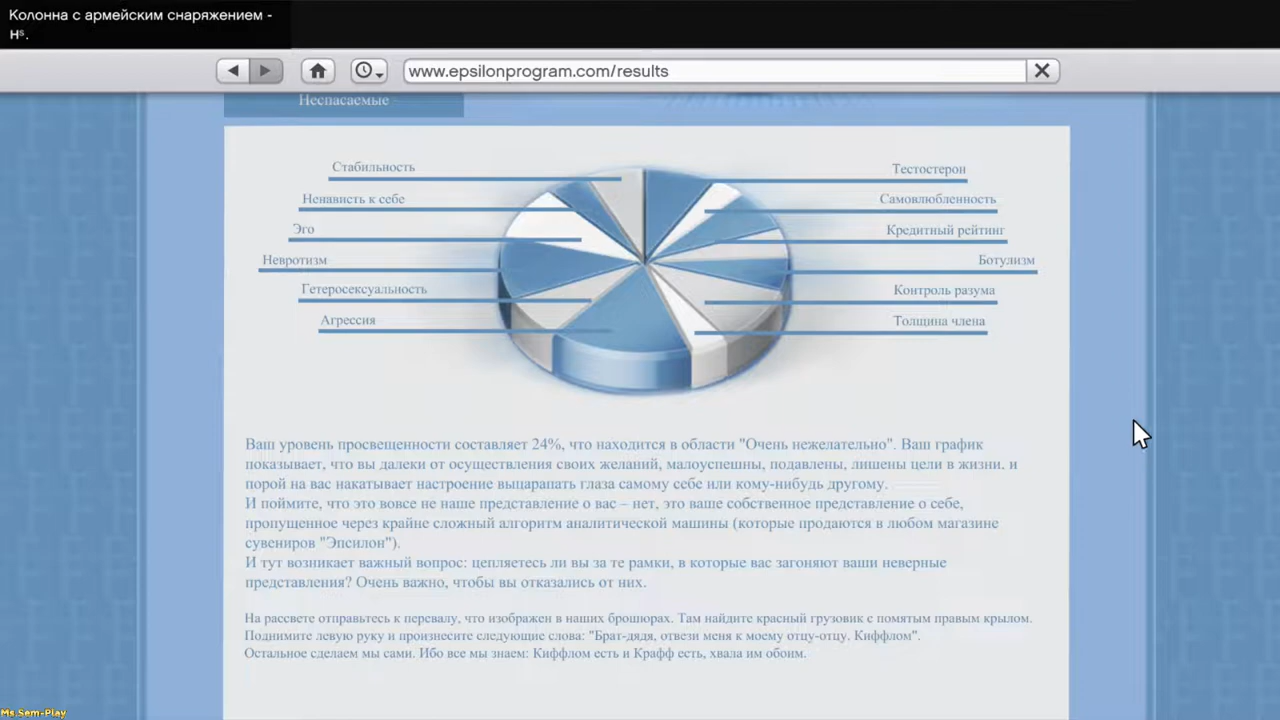 Колонна с армейским снаряжением -
www.epsilonprogram.com/results
Неспасаемые
Стабильность
Ненависть к себе
Эго
Невротизм
Гетеросексуальность
Агрессия
Тестостерон
Самовлюбленность
Кредитный рейтинг
Ботулизм
Контроль разума
Толщина члена
Ваш уровень просвещенности составляет 24%, что находится в области "Очень нежелательно". Ваш график
показывает, что вы далеки от осуществления своих желаний, малоуспешны, подавлены, лишены цели в жизни, и
порой на вас накатывает настроение выцарапать глаза самому себе или кому-нибудь другому.
И поймите, что это вовсе не наше представление о вас – нет, это ваше собственное представление о себе,
пропущенное через крайне сложный алгоритм аналитической машины (которые продаются в любом магазине
сувениров "Эпсилон").
И тут возникает важный вопрос: цепляетесь ли вы за те рамки, в которые вас загоняют ваши неверные
представления? Очень важно, чтобы вы отказались от них.
На рассвете отправьтесь к перевалу, что изображен в наших брошюрах. Там найдите красный грузовик с помятым правым крылом.
Поднимите левую руку и произнесите следующие слова: "Брат-дядя, отвези меня к моему отцу-отцу. Киффлом".
Остальное сделаем мы сами. Ибо все мы знаем: Киффлом есть и Крафф есть, хвала им обоим.
Ms.Sem-Play